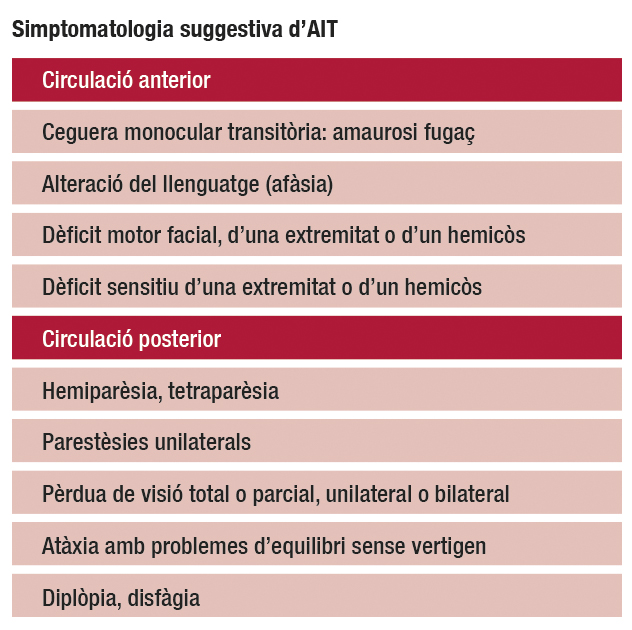 Simptomatologia suggestiva d’AIT
Circulació anterior
Ceguera monocular transitòria: amaurosi fugaç
Alteració del llenguatge (afàsia)
Dèficit motor facial, d’una extremitat o d’un hemicòs
Dèficit sensitiu d’una extremitat o d’un hemicòs
Circulació posterior
Hemiparèsia, tetraparèsia
Parestèsies unilaterals
Pèrdua de visió total o parcial, unilateral o bilateral
Atàxia amb problemes d’equilibri sense vertigen
Diplòpia, disfàgia